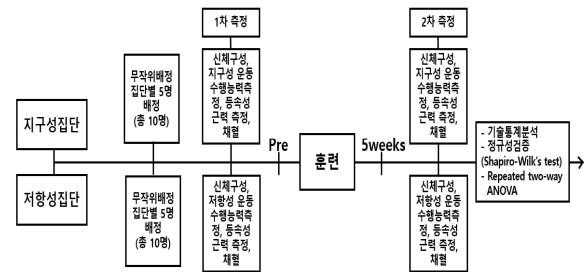 1차 측정
2차 측정
무작위배정
집단별 5명
배정
(총 10명)
신체구성,
지구성 운동
수행능력측
정, 등속성
근력 측정,
채혈
신체구성,
지구성 운동
수행능력측
정, 등속성
근력 측정,
채혈
지구성집단
Pre
훈련
5weeks
- 기술통계분석
- 정규성검증
(Shapiro-Wilk's test)
- Repeated two-way
ANOVA
저항성집단
무작위배정
집단별 5명
배정
(총 10명)
신체구성,
저항성 운동
수행능력측
정, 등속성
근력 측정,
채혈
신체구성,
저항성 운동
수행능력측
정, 등속성
근력 측정,
채혈